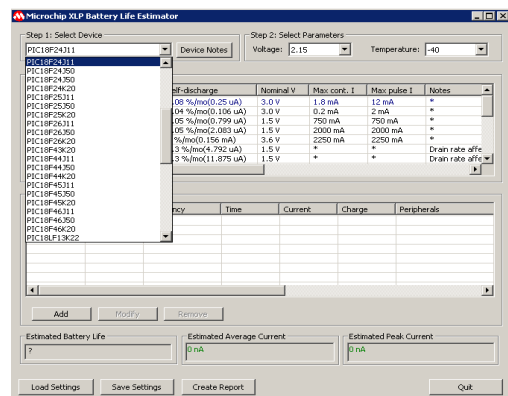 Microchip XLP Battery Life Estimator
Step 1: Select Device
Step 2: Select Parameters
PIC18F24J11
Device Notes
Voltage: 2.15
Temperature: -40
PIC18F24J11
PIC18F24J50
PIC18F24K20
PIC18F25J11
PIC18F25J50
PIC18F25K20
PIC18F26J11
PIC18F26J50
PIC18F26K20
PIC18F43K20
PIC18F44J11
PIC18F44J50
PIC18F44K20
PIC18F45J11
PIC18F45J50
PIC18F45K20
PIC18F46J11
PIC18F46J50
PIC18F46K20
PIC18LF13K22
elf-discharge Nominal V Max cont. I Max pulse I Notes
.08 %/mo(0.25 uA) 3.0 V 1.8 mA 12 mA *
.04 %/mo(0.106 uA) 3.0 V 0.2 mA 2 mA *
.05 %/mo(0.799 uA) 1.5 V 750 mA 750 mA *
.05 %/mo(2.083 uA) 1.5 V 2000 mA 2000 mA *
%/mo(0.156 mA) 3.6 V 2250 mA 2250 mA *
.3 %/mo(4.792 uA) 1.5 V * * Drain rate affe
.3 %/mo(11.875 uA) 1.5 V * * Drain rate affe
ncy Time Current Charge Peripherals
Add Modify Remove
Estimated Battery Life
?
Estimated Average Current
0 nA
Estimated Peak Current
0 nA
Load Settings Save Settings Create Report Quit